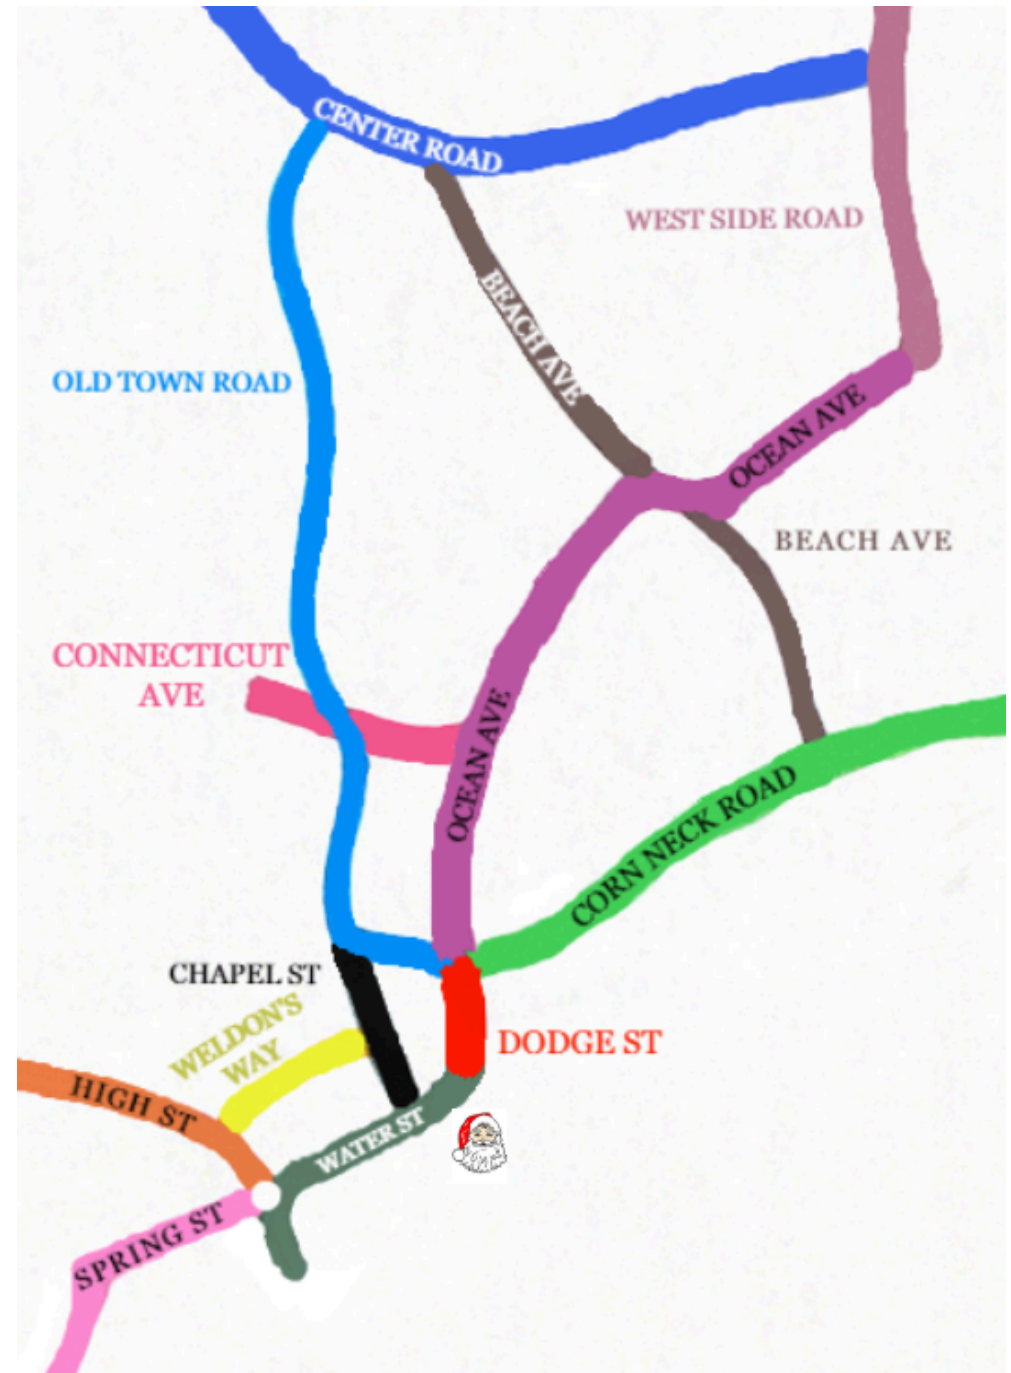 CENTER ROAD
WEST SIDE ROAD
BEACH AVE
OLD TOWN ROAD
OCEAN AVE
BEACH AVE
CONNECTICUT
AVE
OCEAN AVE
CORN NECK ROAD
CHAPEL ST
WELDON'S
WAY
DODGE ST
HIGH ST
WATER ST
SPRING ST